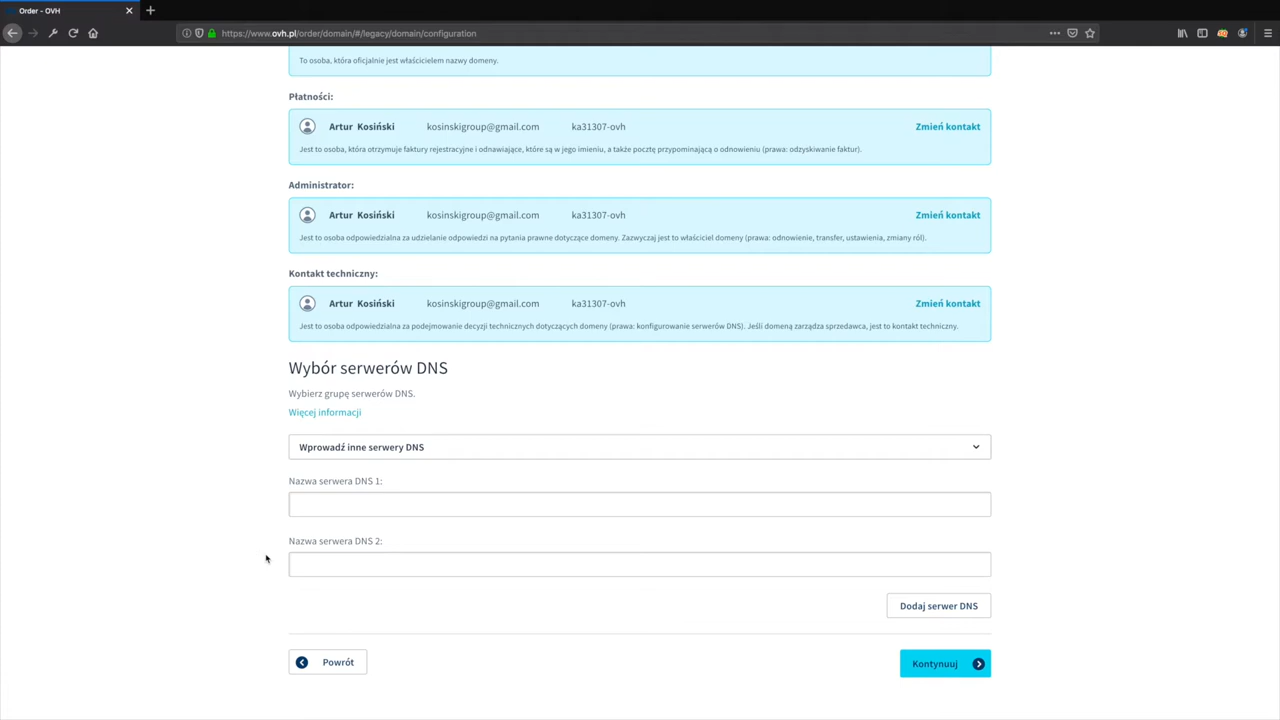 Order - OVH
https://www.ovh.pl/order/domain/#/legacy/domain/configuration
To osoba, która oficjalnie jest właścicielem nazwy domeny.
Płatności:
Artur Kosiński kosinskigroup@gmail.com ka31307-ovh Zmień kontakt
Jest to osoba, która otrzymuje faktury rejestracyjne i odnawiające, które są w jego imieniu, a także pocztę przypominającą o odnowieniu (prawa: odzyskiwanie faktur).
Administrator:
Artur Kosiński kosinskigroup@gmail.com ka31307-ovh Zmień kontakt
Jest to osoba odpowiedzialna za udzielanie odpowiedzi na pytania prawne dotyczące domeny. Zazwyczaj jest to właściciel domeny (prawa: odnowienie, transfer, ustawienia, zmiany ról).
Kontakt techniczny:
Artur Kosiński kosinskigroup@gmail.com ka31307-ovh Zmień kontakt
Jest to osoba odpowiedzialna za podejmowanie decyzji technicznych dotyczących domeny (prawa: konfigurowanie serwerów DNS). Jeśli domeną zarządza sprzedawca, jest to kontakt techniczny.
Wybór serwerów DNS
Wybierz grupę serwerów DNS.
Więcej informacji
Wprowadź inne serwery DNS
Nazwa serwera DNS 1:
Nazwa serwera DNS 2:
Dodaj serwer DNS
Powrót Kontynuuj